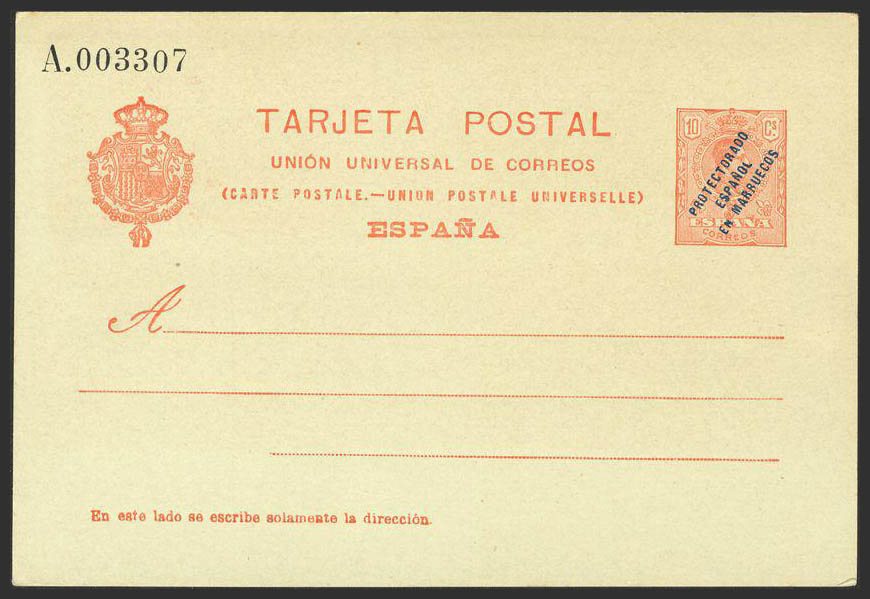 A.003307
TARJETA POSTAL
UNIÓN UNIVERSAL DE CORREOS
(CARTE POSTALE.—UNION POSTALE UNIVERSELLE)
ESPAÑA
10 Cs
PROTECTORADO
ESPAÑOL
EN MARRUECOS
ESPAÑA
CORREOS
A
En este lado se escribe solamente la dirección.